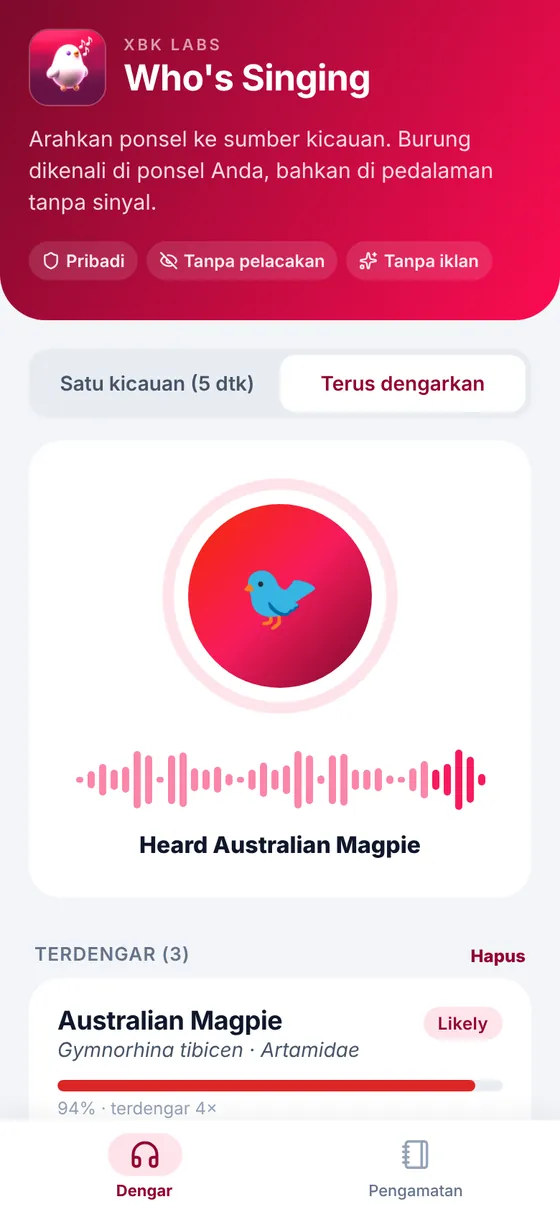 XBK LABS
Who's Singing
Arahkan ponsel ke sumber kicauan. Burung
dikenali di ponsel Anda, bahkan di pedalaman
tanpa sinyal.
Pribadi
Tanpa pelacakan
Tanpa iklan
Satu kicauan (5 dtk)
Terus dengarkan
Heard Australian Magpie
TERDENGAR (3)
Hapus
Australian Magpie
Likely
Gymnorhina tibicen · Artamidae
94% · terdengar 4×
Dengar
Pengamatan